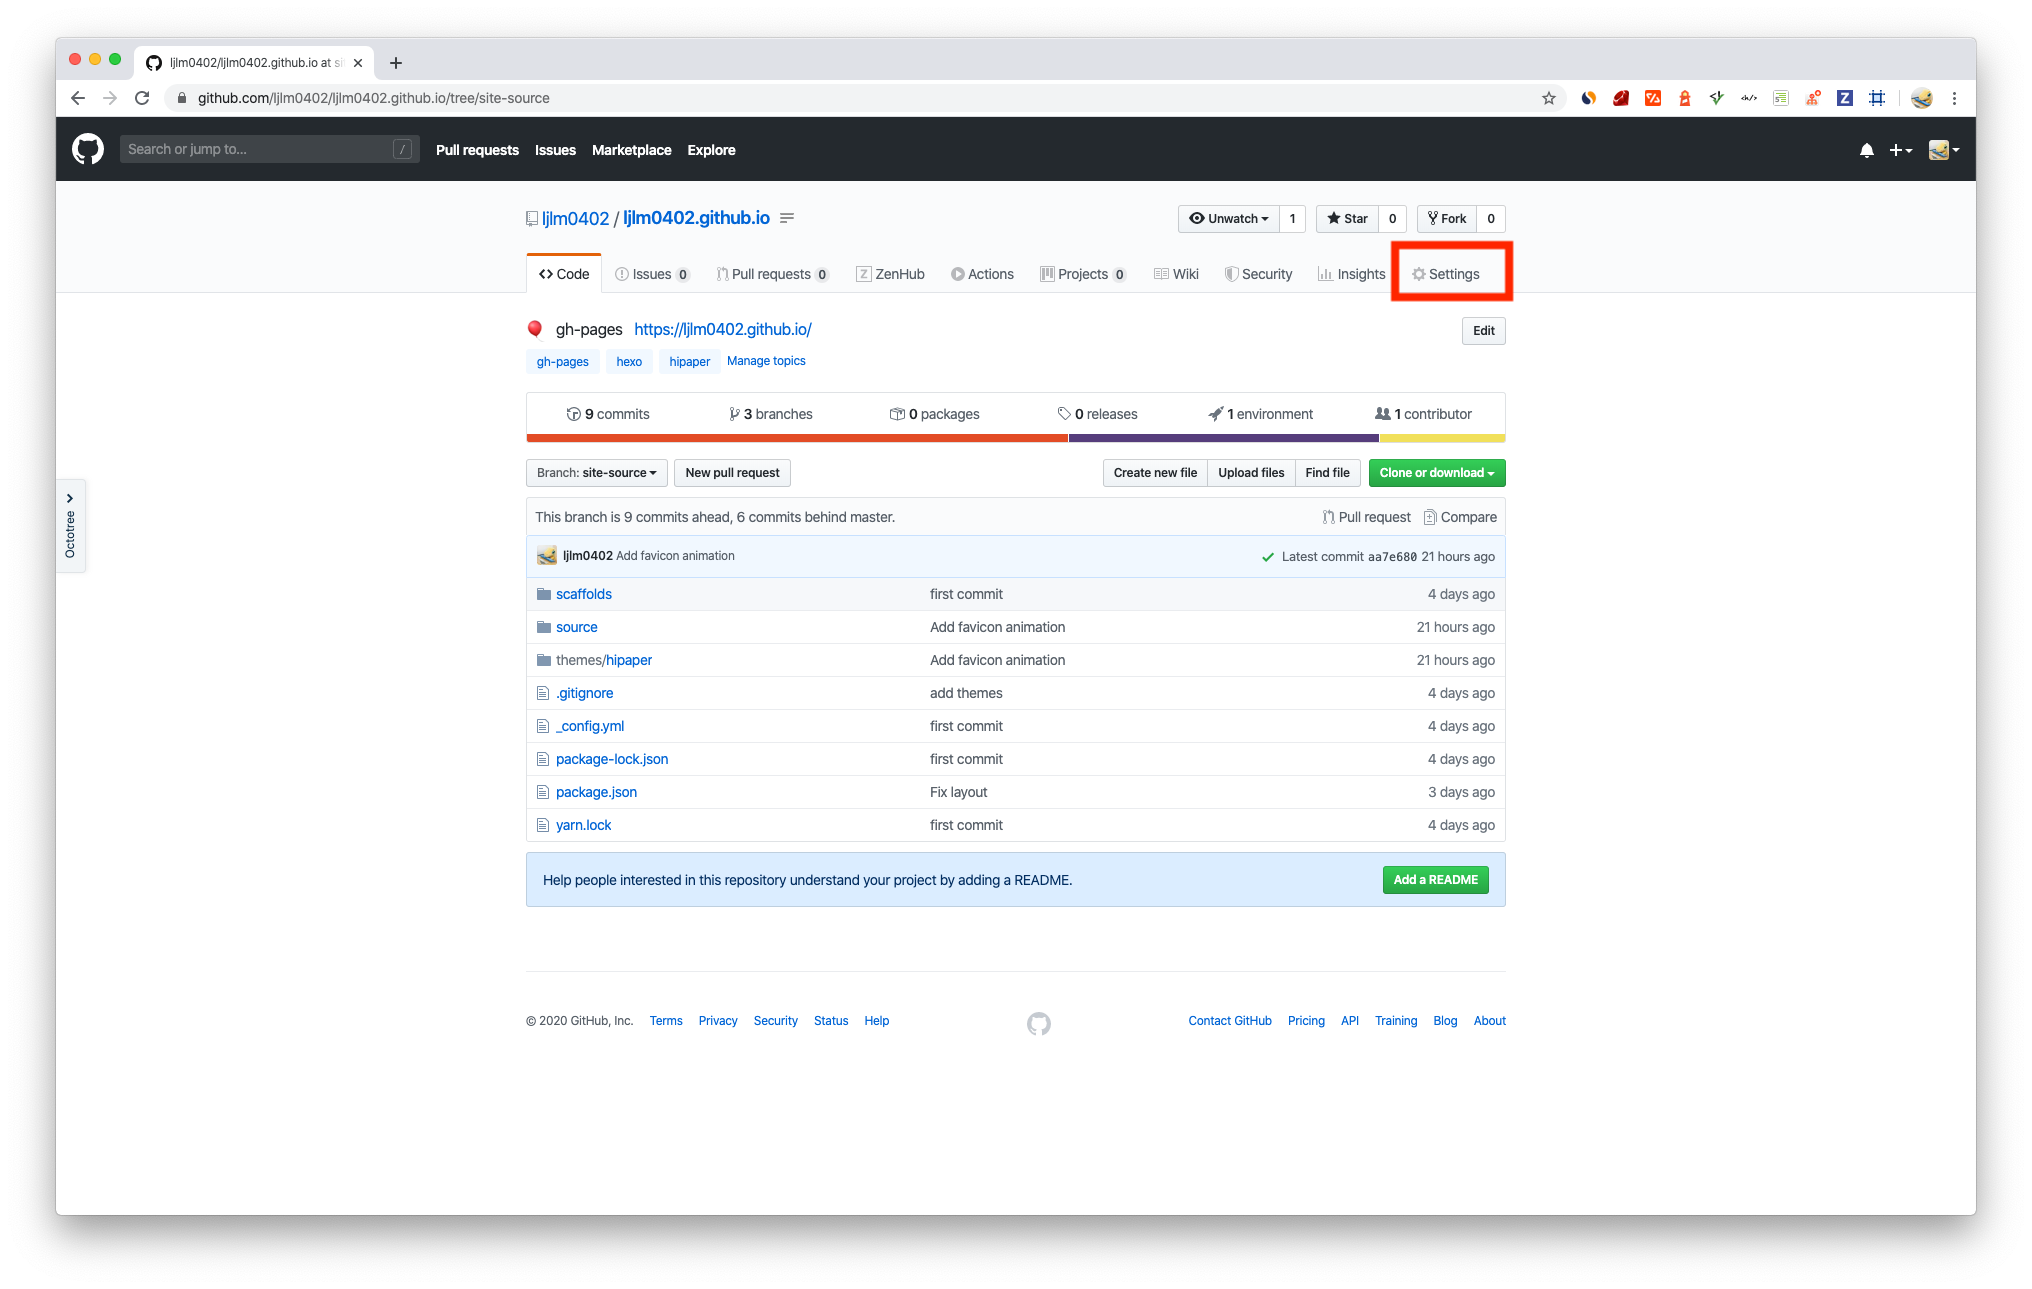 ljlm0402/ljlm0402.github.io at si
github.com/ljlm0402/ljlm0402.github.io/tree/site-source
Search or jump to... / Pull requests Issues Marketplace Explore
ljlm0402 / ljlm0402.github.io Unwatch 1 Star 0 Fork 0
Code Issues 0 Pull requests 0 ZenHub Actions Projects 0 Wiki Security Insights Settings
gh-pages https://ljlm0402.github.io/ Edit
gh-pages hexo hipaper Manage topics
9 commits 3 branches 0 packages 0 releases 1 environment 1 contributor
Branch: site-source New pull request Create new file Upload files Find file Clone or download
Octotree
This branch is 9 commits ahead, 6 commits behind master. Pull request Compare
ljlm0402 Add favicon animation Latest commit aa7e680 21 hours ago
scaffolds first commit 4 days ago
source Add favicon animation 21 hours ago
themes/hipaper Add favicon animation 21 hours ago
.gitignore add themes 4 days ago
_config.yml first commit 4 days ago
package-lock.json first commit 4 days ago
package.json Fix layout 3 days ago
yarn.lock first commit 4 days ago
Help people interested in this repository understand your project by adding a README. Add a README
© 2020 GitHub, Inc. Terms Privacy Security Status Help Contact GitHub Pricing API Training Blog About